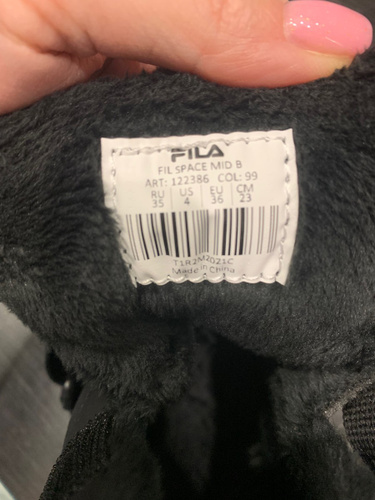 FILA
FIL SPACE MID B
ART: 122386 COL: 99
RU US EU CM
35 4 36 23
T1R2M2021C
Made in China